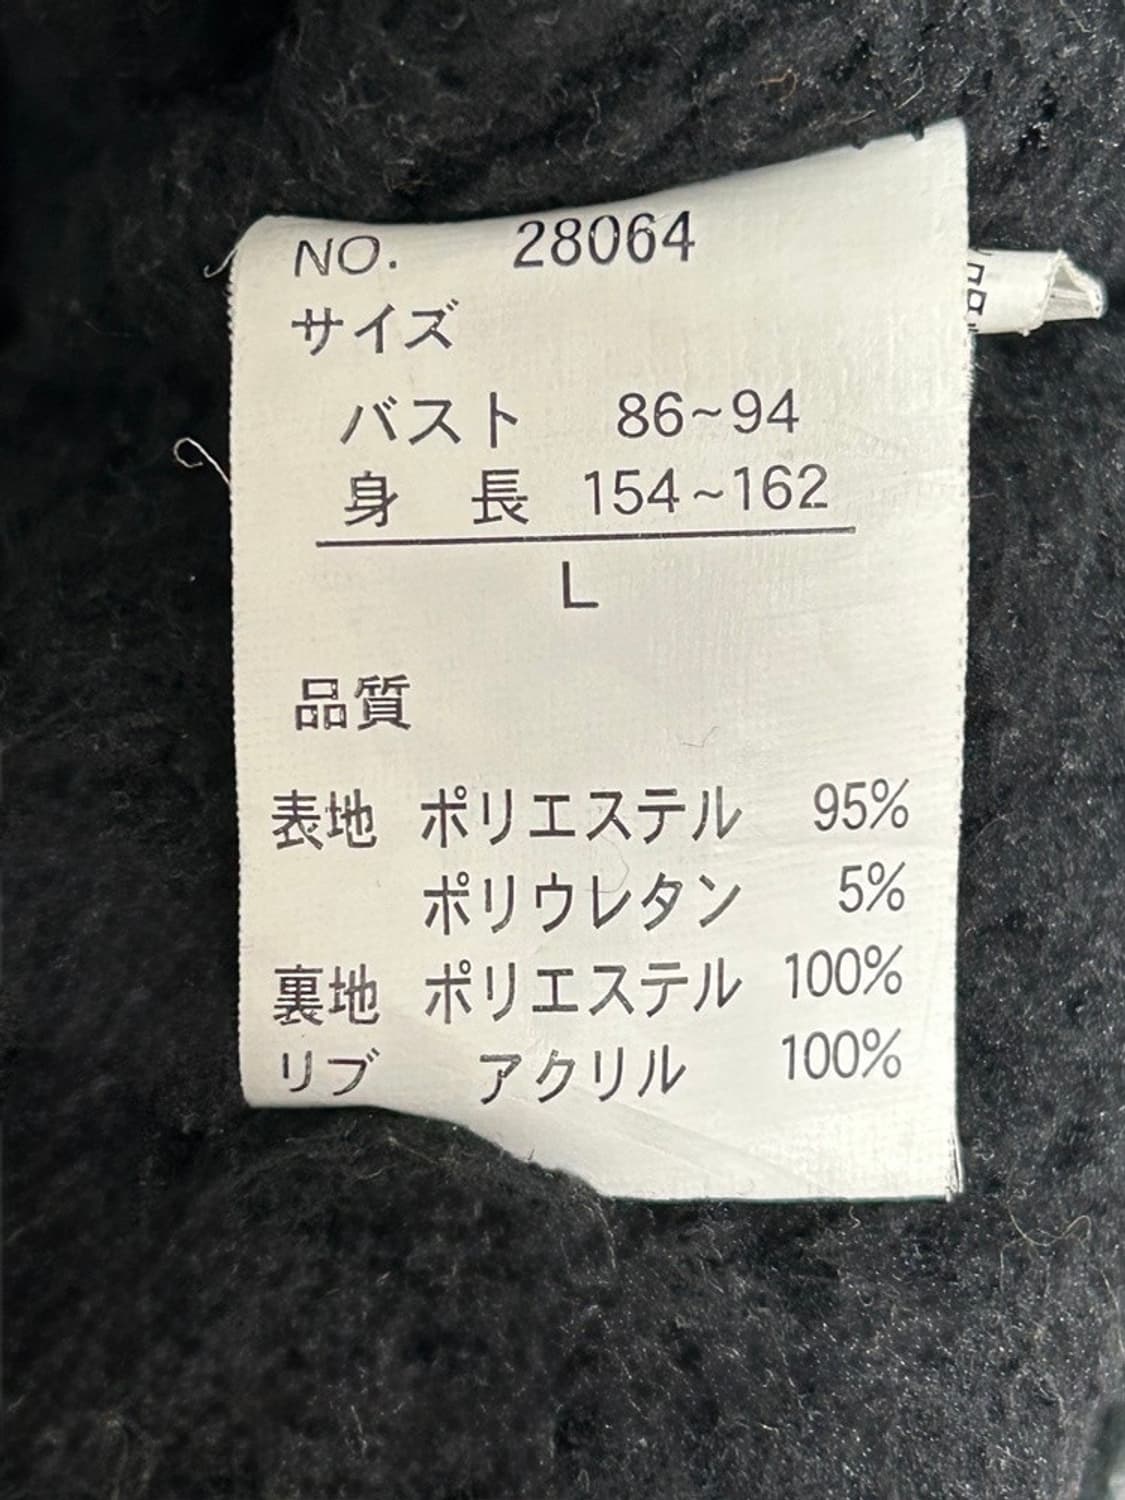 NO. 28064
サイズ
バスト 86~94
身 長 154~162
L
品質
表地 ポリエステル 95%
ポリウレタン 5%
裏地 ポリエステル 100%
リブ アクリル 100%
品